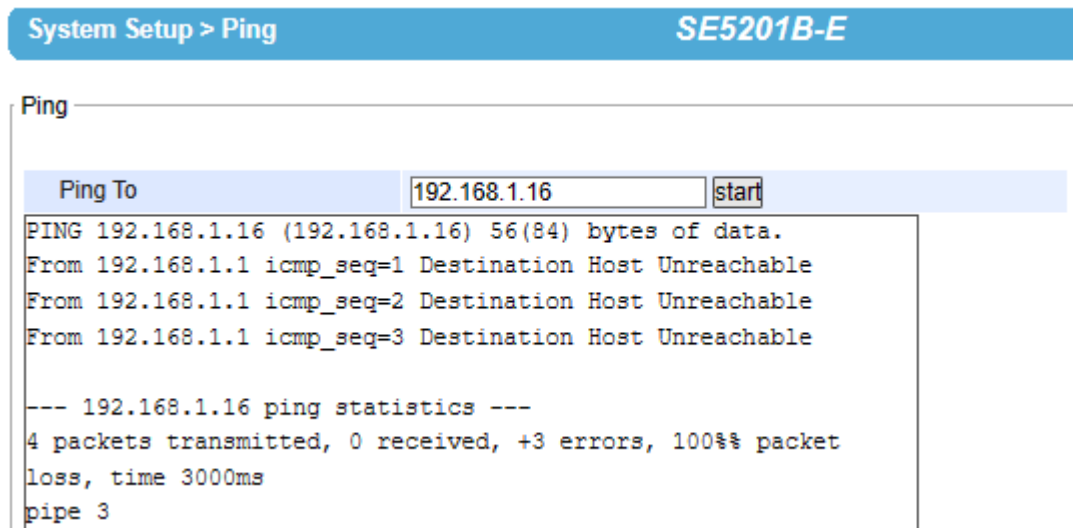 System Setup > Ping SE5201B-E
Ping
Ping To 192.168.1.16 start
PING 192.168.1.16 (192.168.1.16) 56(84) bytes of data.
From 192.168.1.1 icmp_seq=1 Destination Host Unreachable
From 192.168.1.1 icmp_seq=2 Destination Host Unreachable
From 192.168.1.1 icmp_seq=3 Destination Host Unreachable
--- 192.168.1.16 ping statistics ---
4 packets transmitted, 0 received, +3 errors, 100%% packet
loss, time 3000ms
pipe 3